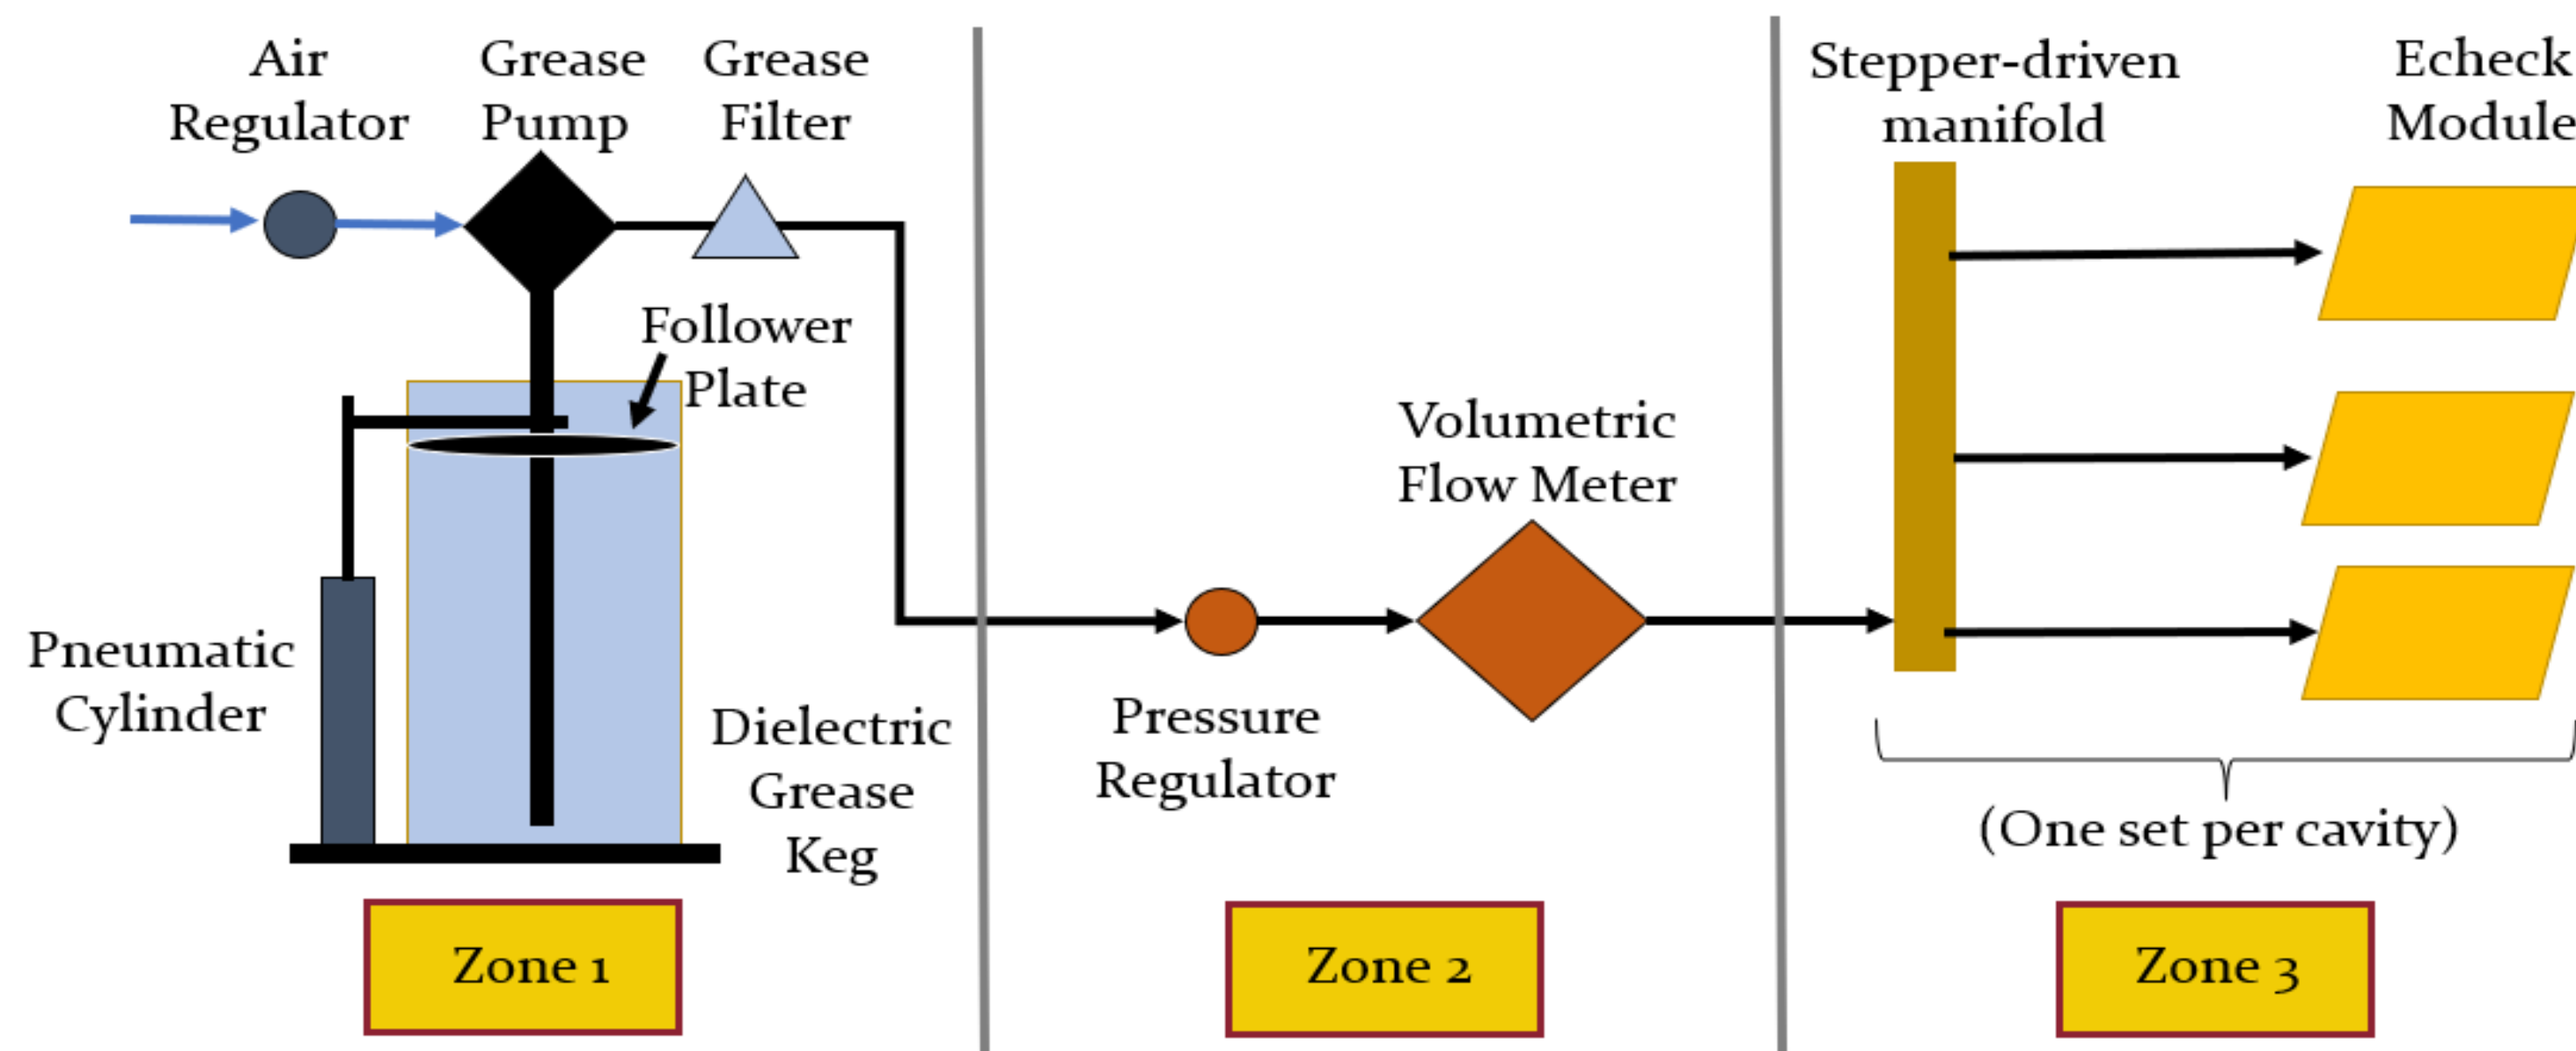 Air
Regulator
Grease
Pump
Grease
Filter
Follower
Plate
Pneumatic
Cylinder
Dielectric
Grease
Keg
Zone 1
Pressure
Regulator
Volumetric
Flow Meter
Zone 2
Stepper-driven
manifold
Echeck
Module
(One set per cavity)
Zone 3